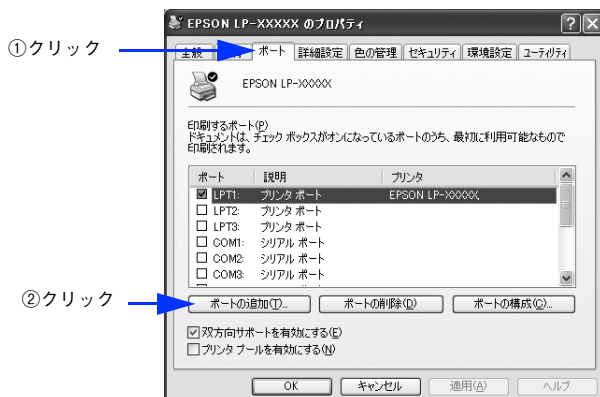 EPSON LP-XXXXX のプロパティ
①クリック
全般
ポート
詳細設定
色の管理
セキュリティ
環境設定
ユーティリティ
EPSON LP-XXXXX
印刷するポート(P)
ドキュメントは、チェック ボックスがオンになっているポートのうち、最初に利用可能なもので
印刷されます。
ポート 説明 プリンタ
LPT1: プリンタ ポート EPSON LP-XXXXX
LPT2: プリンタ ポート
LPT3: プリンタ ポート
COM1: シリアル ポート
COM2: シリアル ポート
COM3: シリアル ポート
②クリック
ポートの追加(T)...
ポートの削除(D)
ポートの構成(C)...
双方向サポートを有効にする(E)
プリンタ プールを有効にする(N)
OK
キャンセル
適用(A)
ヘルプ